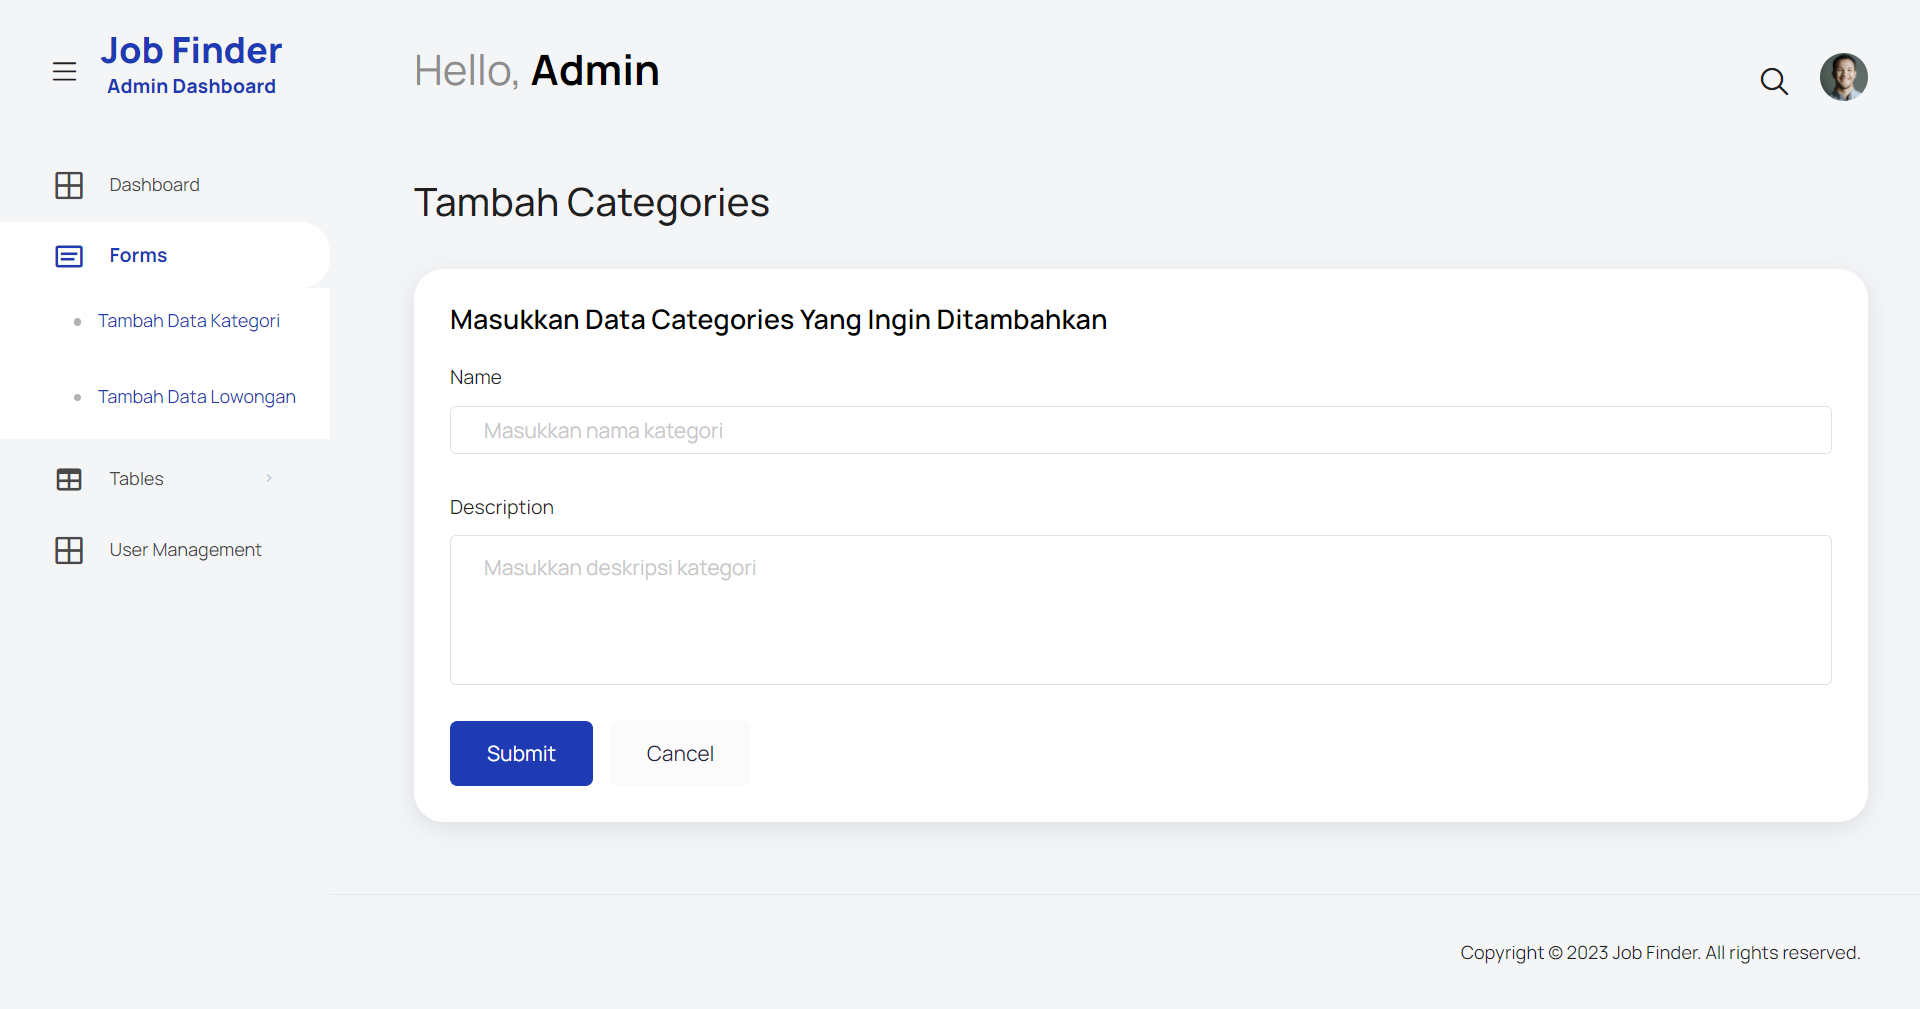 Job Finder
Admin Dashboard
Hello, Admin
Dashboard
Forms
Tambah Data Kategori
Tambah Data Lowongan
Tables
User Management
Tambah Categories
Masukkan Data Categories Yang Ingin Ditambahkan
Name
Masukkan nama kategori
Description
Masukkan deskripsi kategori
Submit
Cancel
Copyright © 2023 Job Finder. All rights reserved.